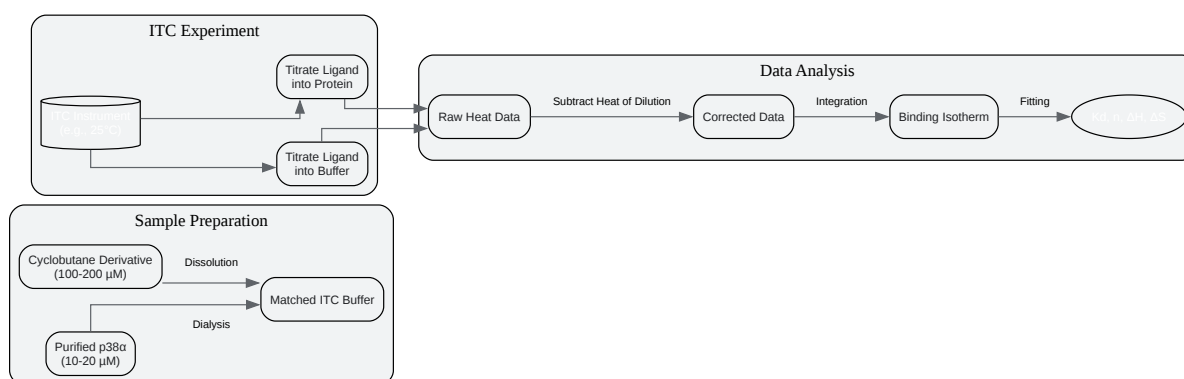 ITC Experiment
Titrate Ligand
into Protein
ITC Instrument
(e.g., 25°C)
Titrate Ligand
into Buffer
Data Analysis
Raw Heat Data
Subtract Heat of Dilution
Corrected Data
Integration
Binding Isotherm
Fitting
Kd, n, ΔH, ΔS
Sample Preparation
Cyclobutane Derivative
(100-200 μM)
Dissolution
Matched ITC Buffer
Dialysis
Purified p38α
(10-20 μM)